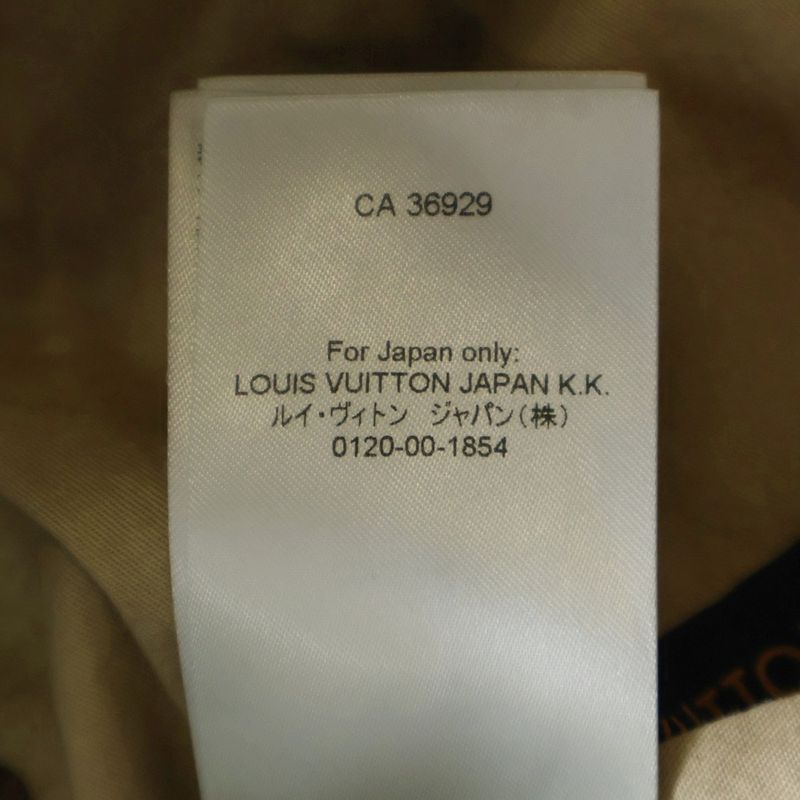 CA 36929
For Japan only:
LOUIS VUITTON JAPAN K.K.
ルイ・ヴィトン　ジャパン（株）
0120-00-1854
VUITTO